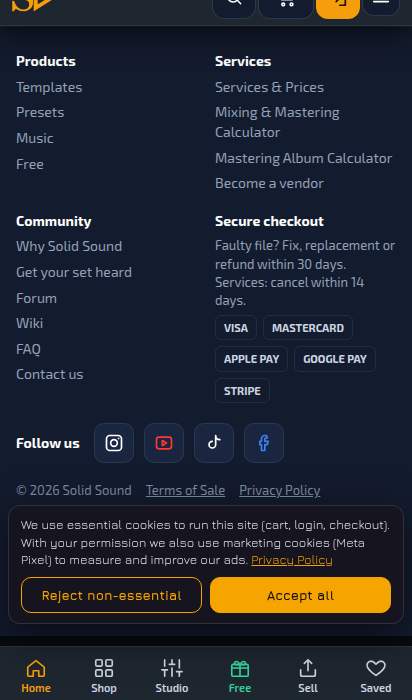 Products
Templates
Presets
Music
Free
Services
Services & Prices
Mixing & Mastering
Calculator
Mastering Album Calculator
Become a vendor
Community
Why Solid Sound
Get your set heard
Forum
Wiki
FAQ
Contact us
Secure checkout
Faulty file? Fix, replacement or
refund within 30 days.
Services: cancel within 14
days.
VISA MASTERCARD
APPLE PAY GOOGLE PAY
STRIPE
Follow us
© 2026 Solid Sound Terms of Sale Privacy Policy
We use essential cookies to run this site (cart, login, checkout).
With your permission we also use marketing cookies (Meta
Pixel) to measure and improve our ads. Privacy Policy
Reject non-essential Accept all
Home Shop Studio Free Sell Saved